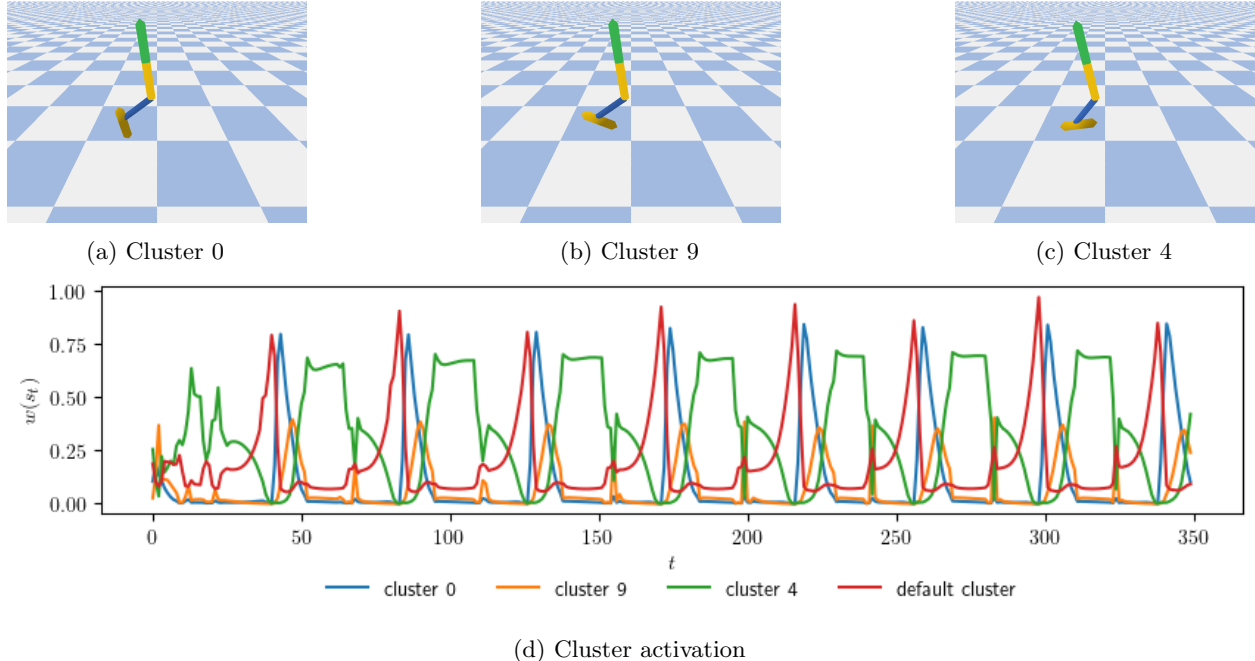 (a) Cluster 0
(b) Cluster 9
(c) Cluster 4
1.00
0.75
0.50
0.25
0.00
w(s_t)
0 50 100 150 200 250 300 350
t
cluster 0 cluster 9 cluster 4 default cluster
(d) Cluster activation